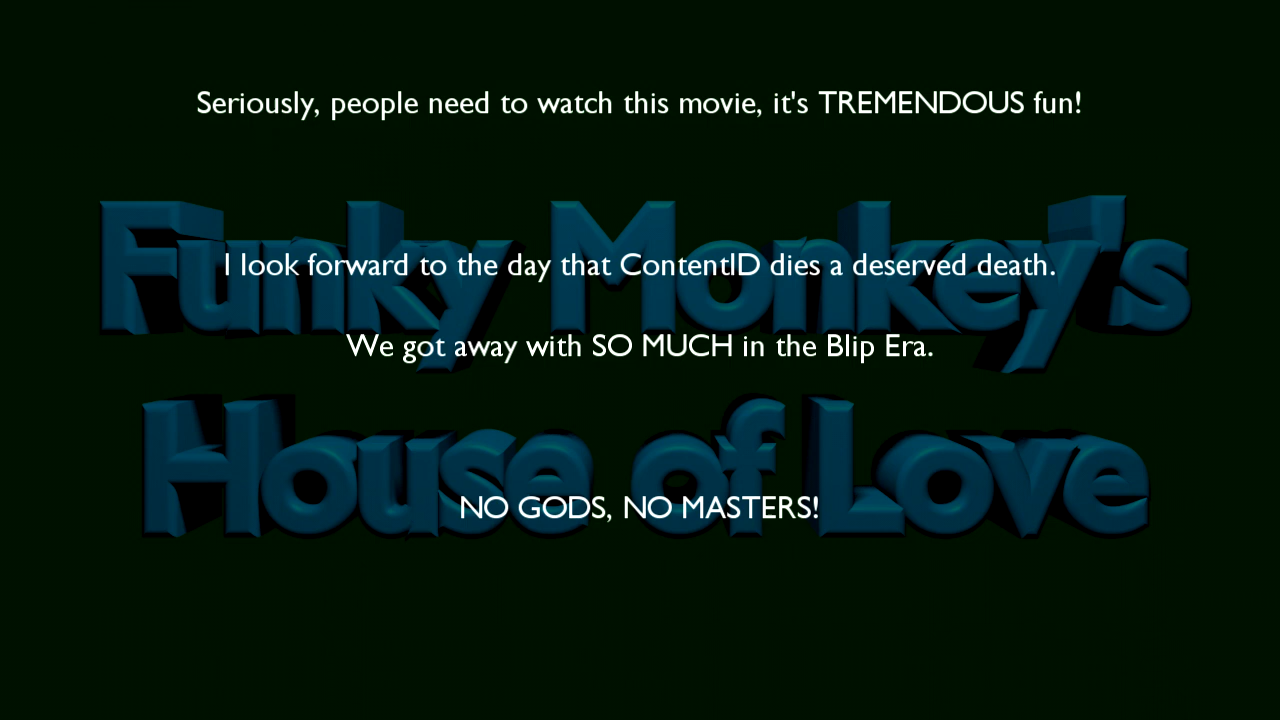 Seriously, people need to watch this movie, it's TREMENDOUS fun!
Funky Monkey's
I look forward to the day that ContentID dies a deserved death.
We got away with SO MUCH in the Blip Era.
House of Love
NO GODS, NO MASTERS!